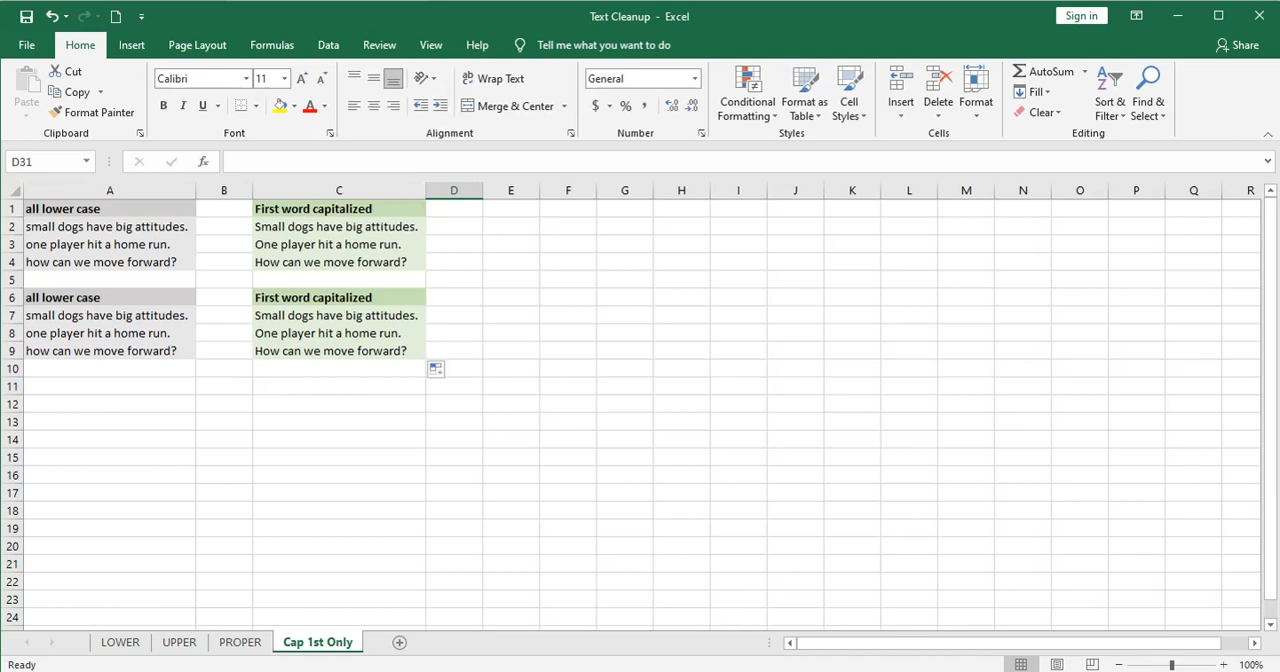 Text Cleanup - Excel
Sign in
File Home Insert Page Layout Formulas Data Review View Help Tell me what you want to do Share
Paste
Cut
Copy
Format Painter
Clipboard
Calibri 11
B I U A
Font
Wrap Text
Merge & Center
Alignment
General
$ % ,
Number
Conditional Formatting
Format as Table
Cell Styles
Styles
Insert
Delete
Format
Cells
AutoSum
Fill
Clear
Sort & Filter
Find & Select
Editing
D31 fx
A B C D E F G H I J K L M N O P Q R
1 all lower case First word capitalized
2 small dogs have big attitudes. Small dogs have big attitudes.
3 one player hit a home run. One player hit a home run.
4 how can we move forward? How can we move forward?
5
6 all lower case First word capitalized
7 small dogs have big attitudes. Small dogs have big attitudes.
8 one player hit a home run. One player hit a home run.
9 how can we move forward? How can we move forward?
10
11
12
13
14
15
16
17
18
19
20
21
22
23
24
LOWER UPPER PROPER Cap 1st Only
Ready 100%